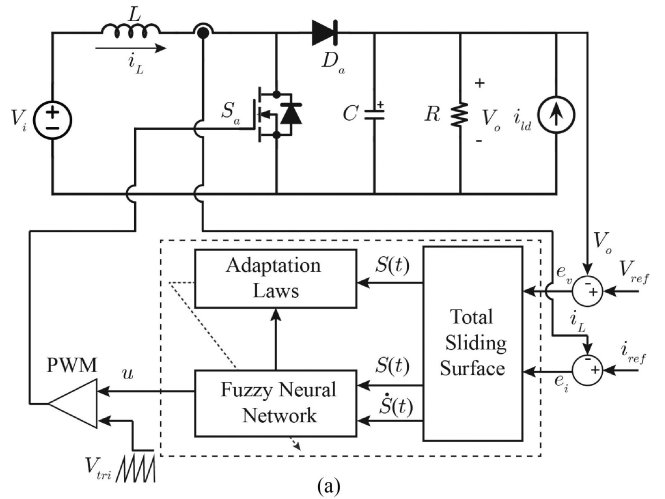 L
i_L
D_a
V_i
S_a
C
R
+
V_o
-
i_ld
V_o
Adaptation
Laws
S(t)
Total
Sliding
Surface
e_v
V_ref
i_L
i_ref
e_i
PWM
u
Fuzzy Neural
Network
S(t)
Ṡ(t)
V_tri
(a)